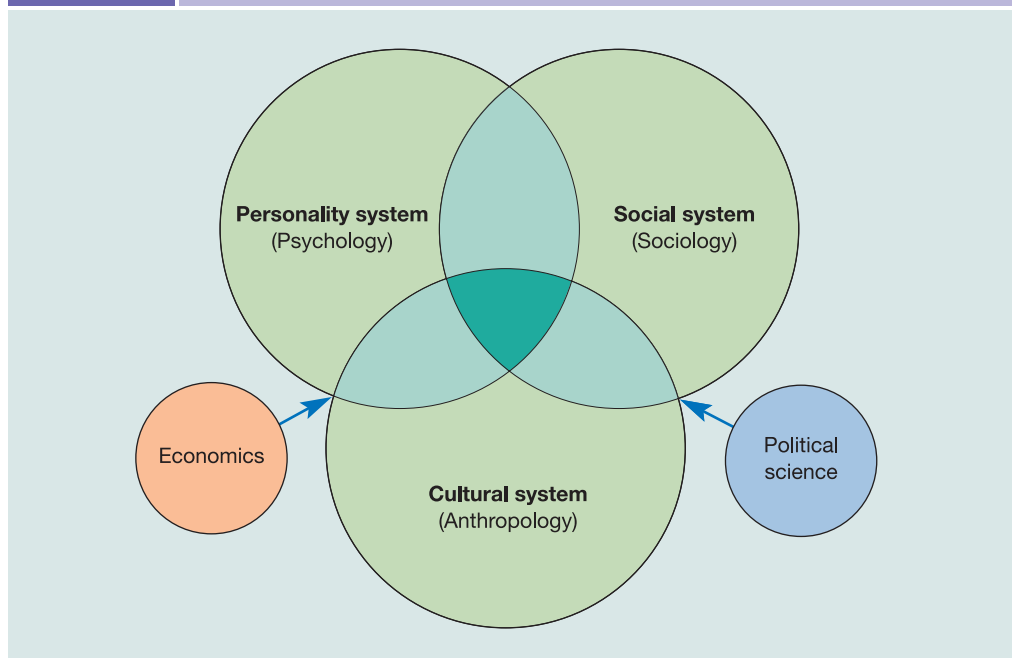 Personality system
(Psychology)
Social system
(Sociology)
Economics
Political
science
Cultural system
(Anthropology)